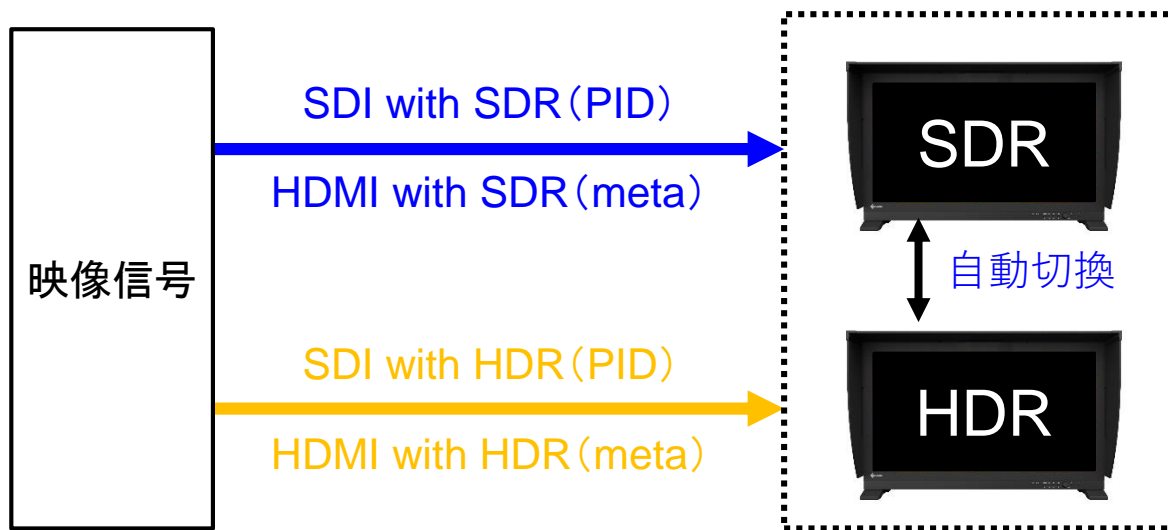 映像信号
SDI with SDR（PID）
HDMI with SDR（meta）
SDI with HDR（PID）
HDMI with HDR（meta）
SDR
自動切換
HDR